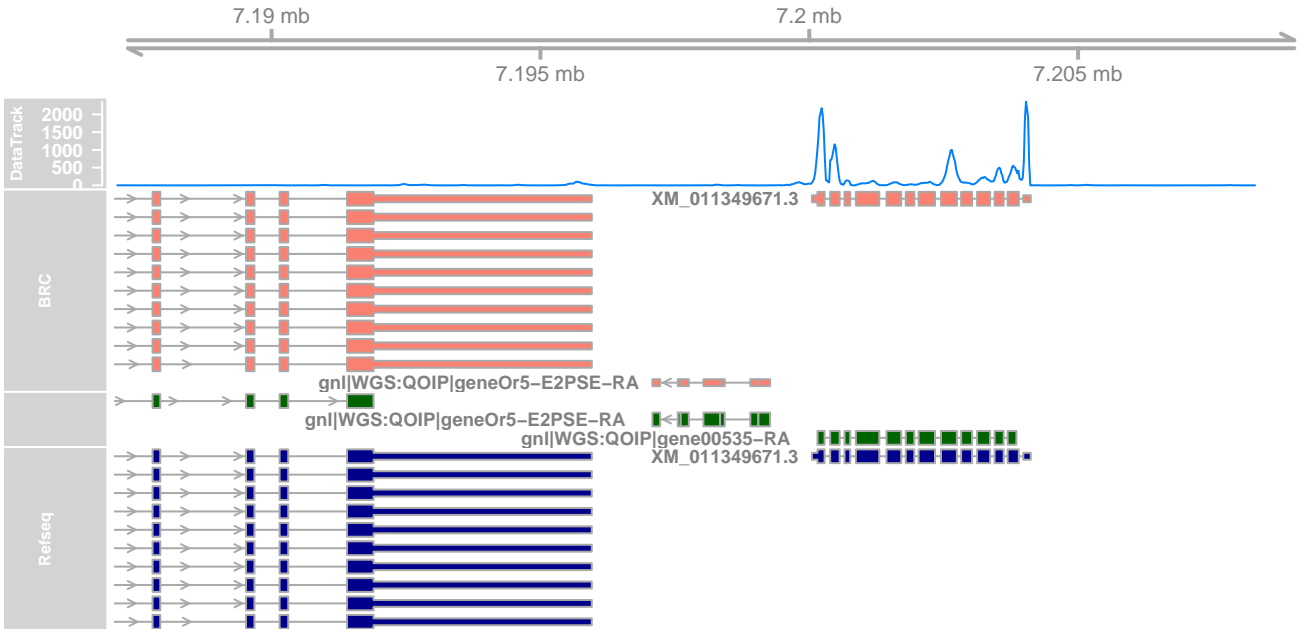 7.19 mb
7.2 mb
7.195 mb
7.205 mb
DataTrack
2000
1500
1000
500
0
XM_011349671.3
BRC
gnl|WGS:QOIP|geneOr5−E2PSE−RA
gnl|WGS:QOIP|geneOr5−E2PSE−RA
gnl|WGS:QOIP|gene00535−RA
XM_011349671.3
Refseq